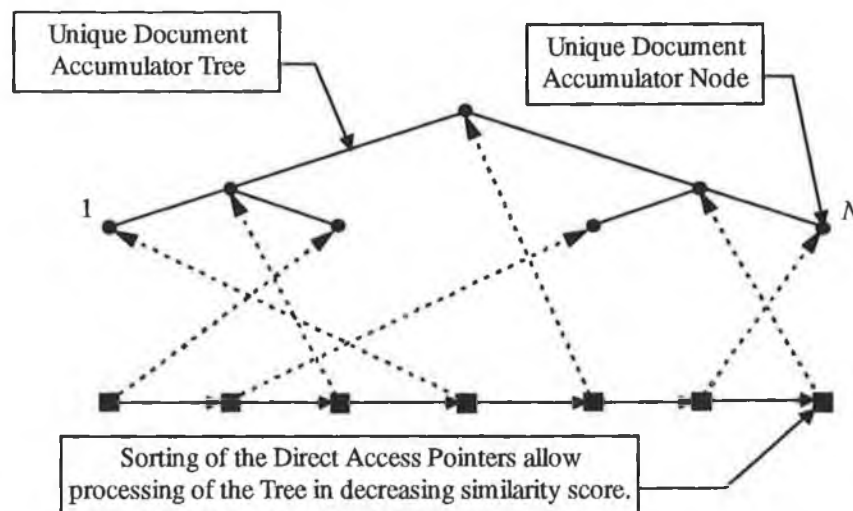 Unique Document
Accumulator Tree
Unique Document
Accumulator Node
1
N
Sorting of the Direct Access Pointers allow
processing of the Tree in decreasing similarity score.